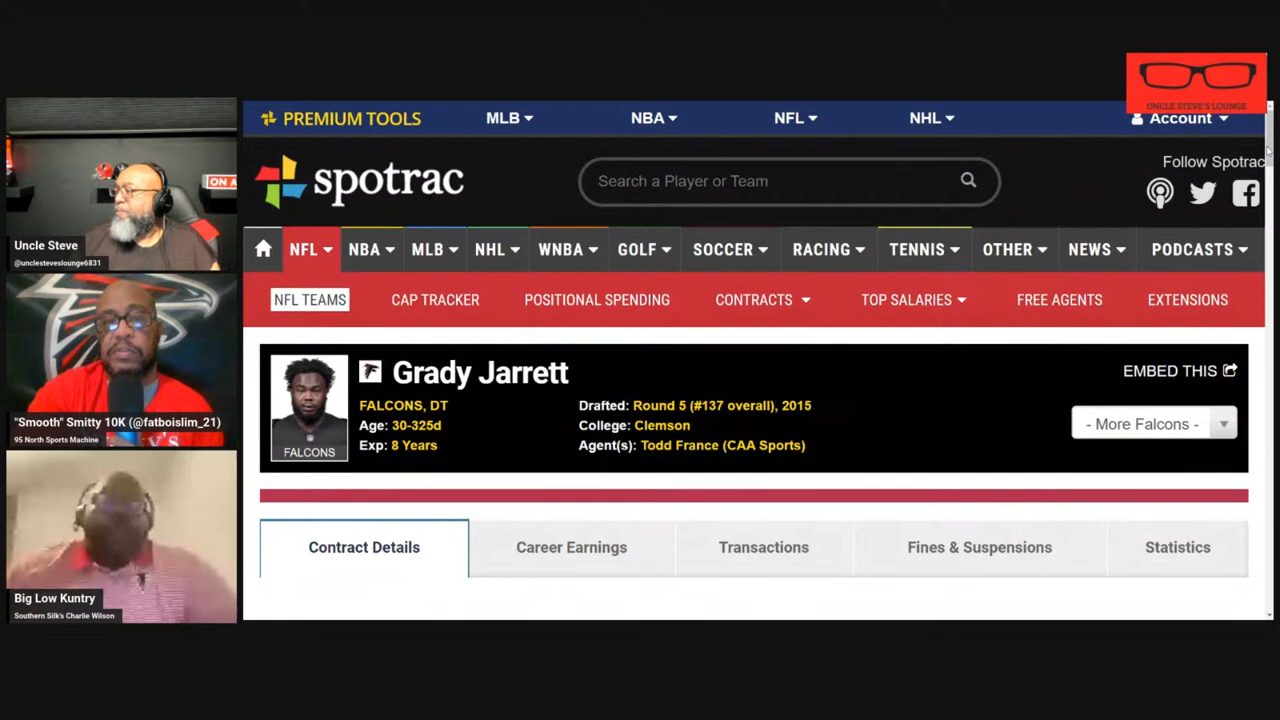 UNCLE STEVE'S LOUNGE
PREMIUM TOOLS MLB NBA NFL NHL Account
spotrac Search a Player or Team Follow Spotrac
NFL NBA MLB NHL WNBA GOLF SOCCER RACING TENNIS OTHER NEWS PODCASTS
NFL TEAMS CAP TRACKER POSITIONAL SPENDING CONTRACTS TOP SALARIES FREE AGENTS EXTENSIONS
Grady Jarrett EMBED THIS
FALCONS, DT Drafted: Round 5 (#137 overall), 2015
Age: 30-325d College: Clemson - More Falcons -
Exp: 8 Years Agent(s): Todd France (CAA Sports)
FALCONS
Contract Details Career Earnings Transactions Fines & Suspensions Statistics
ON A
Uncle Steve
@unclesteveslounge6831
"Smooth" Smitty 10K (@fatboislim_21)
95 North Sports Machine
Big Low Kuntry
Southern Silk's Charlie Wilson